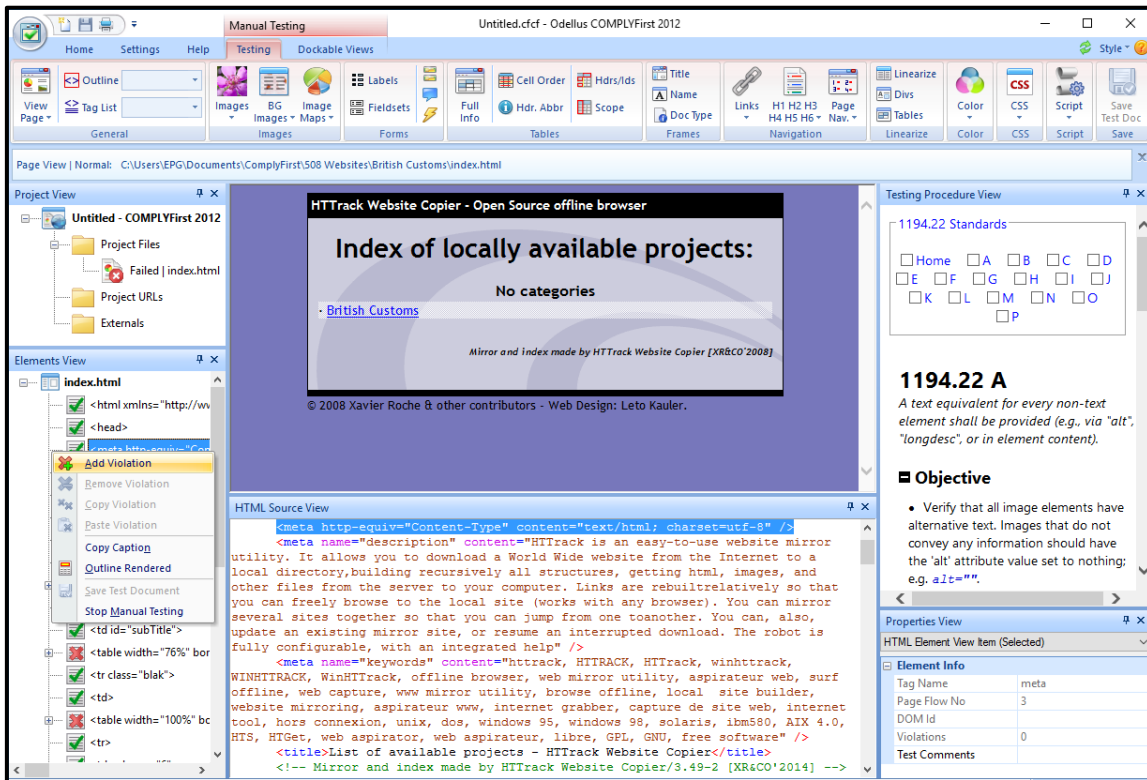 Manual Testing
Untitled.cfcf - Odellus COMPLYFirst 2012
Home Settings Help Testing Dockable Views Style
View Page
Outline
Tag List
General
Images
BG Images
Image Maps
Images
Labels
Fieldsets
Forms
Full Info
Cell Order
Hdrs/Ids
Hdr. Abbr
Scope
Tables
Title
Name
Doc Type
Frames
Links
H1 H2 H3
H4 H5 H6
Page Nav.
Navigation
Linearize
Divs
Tables
Linearize
Color
Color
CSS
CSS
CSS
Script
Script
Save Test Doc
Save
Page View | Normal: C:\Users\EPG\Documents\ComplyFirst\508 Websites\British Customs\index.html
Project View
Untitled - COMPLYFirst 2012
Project Files
Failed | index.html
Project URLs
Externals
Elements View
index.html
<html xmlns="http://wv
<head>
<meta http-equiv="Con
Add Violation
Remove Violation
Copy Violation
Paste Violation
Copy Caption
Outline Rendered
Save Test Document
Stop Manual Testing
<td id="subTitle">
<table width="76%" bor
<tr class="blak">
<td>
<table width="100%" bc
<tr>
HTTrack Website Copier - Open Source offline browser
Index of locally available projects:
No categories
· British Customs
Mirror and index made by HTTrack Website Copier [XR&CO'2008]
© 2008 Xavier Roche & other contributors - Web Design: Leto Kauler.
HTML Source View
<meta http-equiv="Content-Type" content="text/html; charset=utf-8" />
<meta name="description" content="HTTrack is an easy-to-use website mirror
utility. It allows you to download a World Wide website from the Internet to a
local directory,building recursively all structures, getting html, images, and
other files from the server to your computer. Links are rebuiltrelatively so that
you can freely browse to the local site (works with any browser). You can mirror
several sites together so that you can jump from one toanother. You can, also,
update an existing mirror site, or resume an interrupted download. The robot is
fully configurable, with an integrated help" />
<meta name="keywords" content="httrack, HTTRACK, HTTrack, winhttrack,
WINHTTRACK, WinHTTrack, offline browser, web mirror utility, aspirateur web, surf
offline, web capture, www mirror utility, browse offline, local  site builder,
website mirroring, aspirateur www, internet grabber, capture de site web, internet
tool, hors connexion, unix, dos, windows 95, windows 98, solaris, ibm580, AIX 4.0,
HTS, HTGet, web aspirator, web aspirateur, libre, GPL, GNU, free software" />
<title>List of available projects - HTTrack Website Copier</title>
<!-- Mirror and index made by HTTrack Website Copier/3.49-2 [XR&CO'2014] -->
Testing Procedure View
1194.22 Standards
Home A B C D
E F G H I J
K L M N O
P
1194.22 A
A text equivalent for every non-text
element shall be provided (e.g., via "alt",
"longdesc", or in element content).
Objective
• Verify that all image elements have
alternative text. Images that do not
convey any information should have
the 'alt' attribute value set to nothing;
e.g. alt="".
Properties View
HTML Element View Item (Selected)
Element Info
Tag Name meta
Page Flow No 3
DOM Id
Violations 0
Test Comments